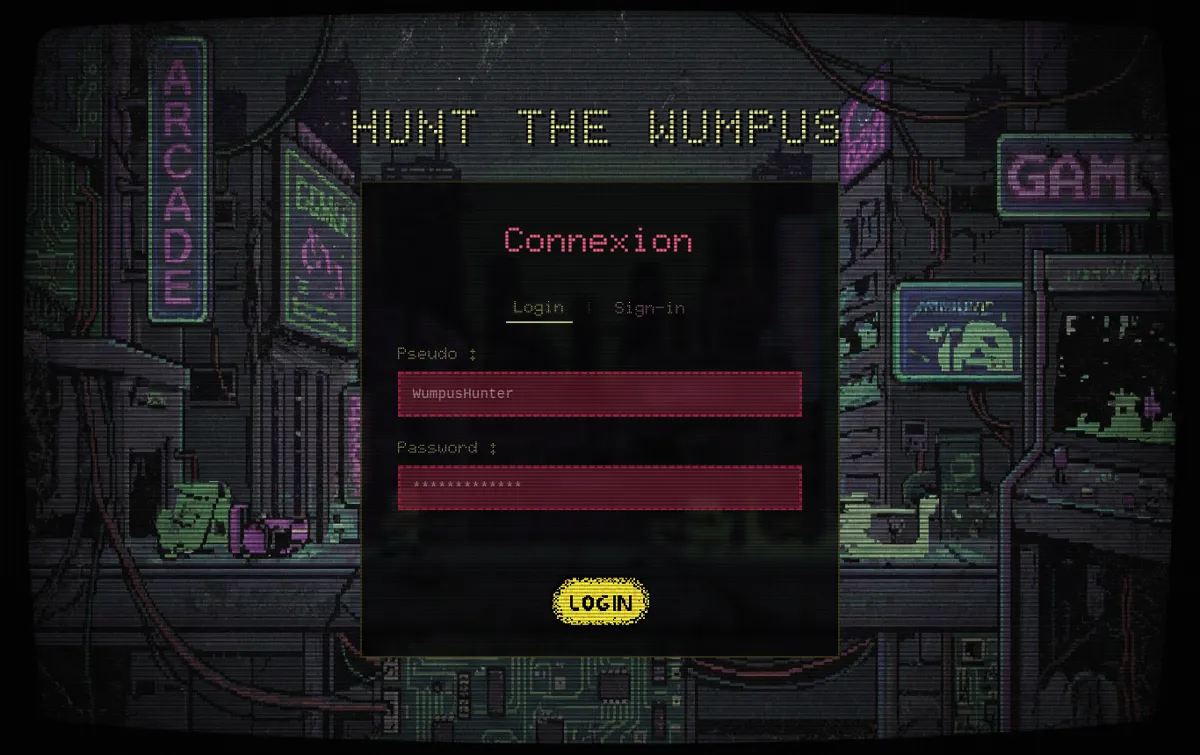 ARCADE
HUNT THE WUMPUS
GAME
Connexion
Login | Sign-in
Pseudo :
WumpusHunter
Password :
*************
LOGIN